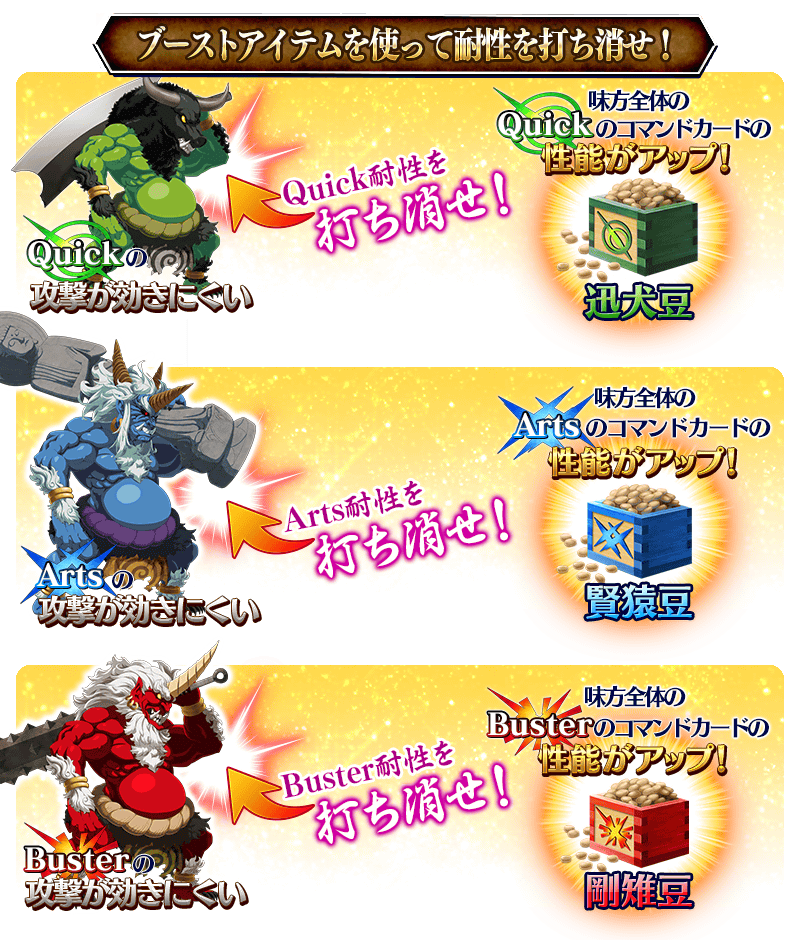 ブーストアイテムを使って耐性を打ち消せ！
味方全体の
Quickのコマンドカードの
性能がアップ！
Quick耐性を
打ち消せ！
Quickの
攻撃が効きにくい
迅犬豆
味方全体の
Artsのコマンドカードの
性能がアップ！
Arts耐性を
打ち消せ！
Artsの
攻撃が効きにくい
賢猿豆
味方全体の
Busterのコマンドカードの
性能がアップ！
Buster耐性を
打ち消せ！
Busterの
攻撃が効きにくい
剛雉豆